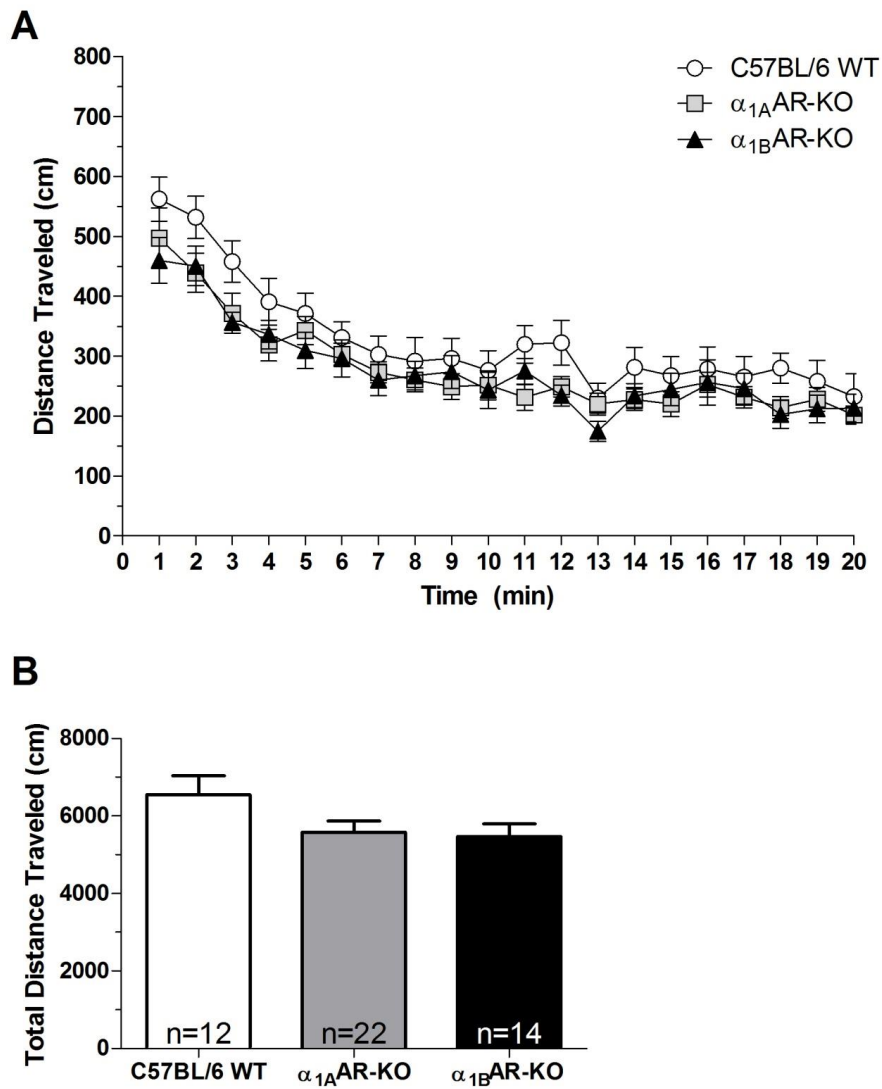 A
800
700
600
500
400
300
200
100
0
Distance Traveled (cm)
C57BL/6 WT
α1AAR-KO
α1BAR-KO
0 1 2 3 4 5 6 7 8 9 10 11 12 13 14 15 16 17 18 19 20
Time (min)
B
8000
6000
4000
2000
0
Total Distance Traveled (cm)
n=12 n=22 n=14
C57BL/6 WT α1AAR-KO α1BAR-KO